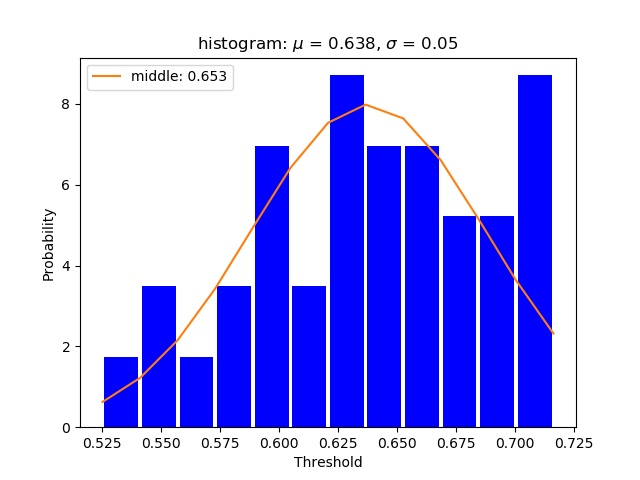 histogram: μ = 0.638, σ = 0.05
middle: 0.653
Probability
8
6
4
2
0
0.525 0.550 0.575 0.600 0.625 0.650 0.675 0.700 0.725
Threshold